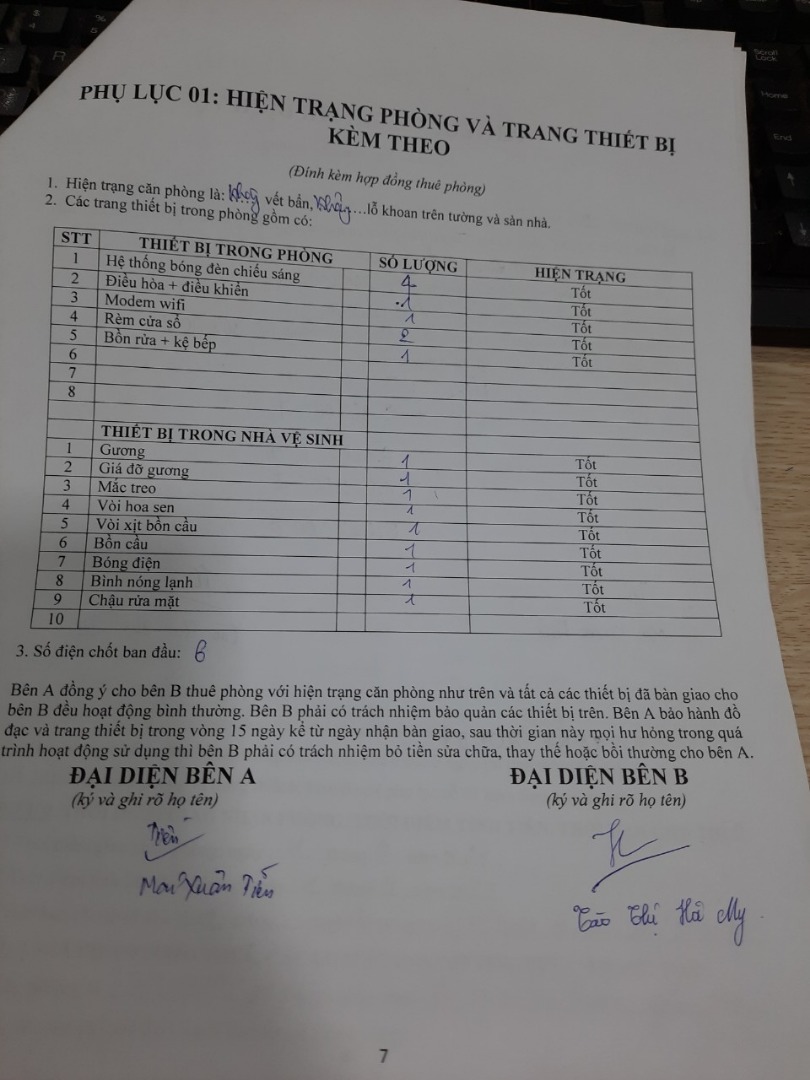 PHỤ LỤC 01: HIỆN TRẠNG PHÒNG VÀ TRANG THIẾT BỊ
KÈM THEO
(Đính kèm hợp đồng thuê phòng)
1. Hiện trạng căn phòng là: không vết bẩn, không...lỗ khoan trên tường và sàn nhà.
2. Các trang thiết bị trong phòng gồm có:
STT THIẾT BỊ TRONG PHÒNG SỐ LƯỢNG HIỆN TRẠNG
1 Hệ thống bóng đèn chiếu sáng 4 Tốt
2 Điều hòa + điều khiển 1 Tốt
3 Modem wifi 1 Tốt
4 Rèm cửa sổ 2 Tốt
5 Bồn rửa + kệ bếp 1 Tốt
6
7
8
THIẾT BỊ TRONG NHÀ VỆ SINH
1 Gương 1 Tốt
2 Giá đỡ gương 1 Tốt
3 Mắc treo 1 Tốt
4 Vòi hoa sen 1 Tốt
5 Vòi xịt bồn cầu 1 Tốt
6 Bồn cầu 1 Tốt
7 Bóng điện 1 Tốt
8 Bình nóng lạnh 1 Tốt
9 Chậu rửa mặt 1 Tốt
10
3. Số điện chốt ban đầu:
Bên A đồng ý cho bên B thuê phòng với hiện trạng căn phòng như trên và tất cả các thiết bị đã bàn giao cho
bên B đều hoạt động bình thường. Bên B phải có trách nhiệm bảo quản các thiết bị trên. Bên A bảo hành đồ
đạc và trang thiết bị trong vòng 15 ngày kể từ ngày nhận bàn giao, sau thời gian này mọi hư hỏng trong quá
trình hoạt động sử dụng thì bên B phải có trách nhiệm bỏ tiền sửa chữa, thay thế hoặc bồi thường cho bên A.
ĐẠI DIỆN BÊN A ĐẠI DIỆN BÊN B
(ký và ghi rõ họ tên) (ký và ghi rõ họ tên)
Tiến
Xuân Tiến
Tào Thị Hà My
7